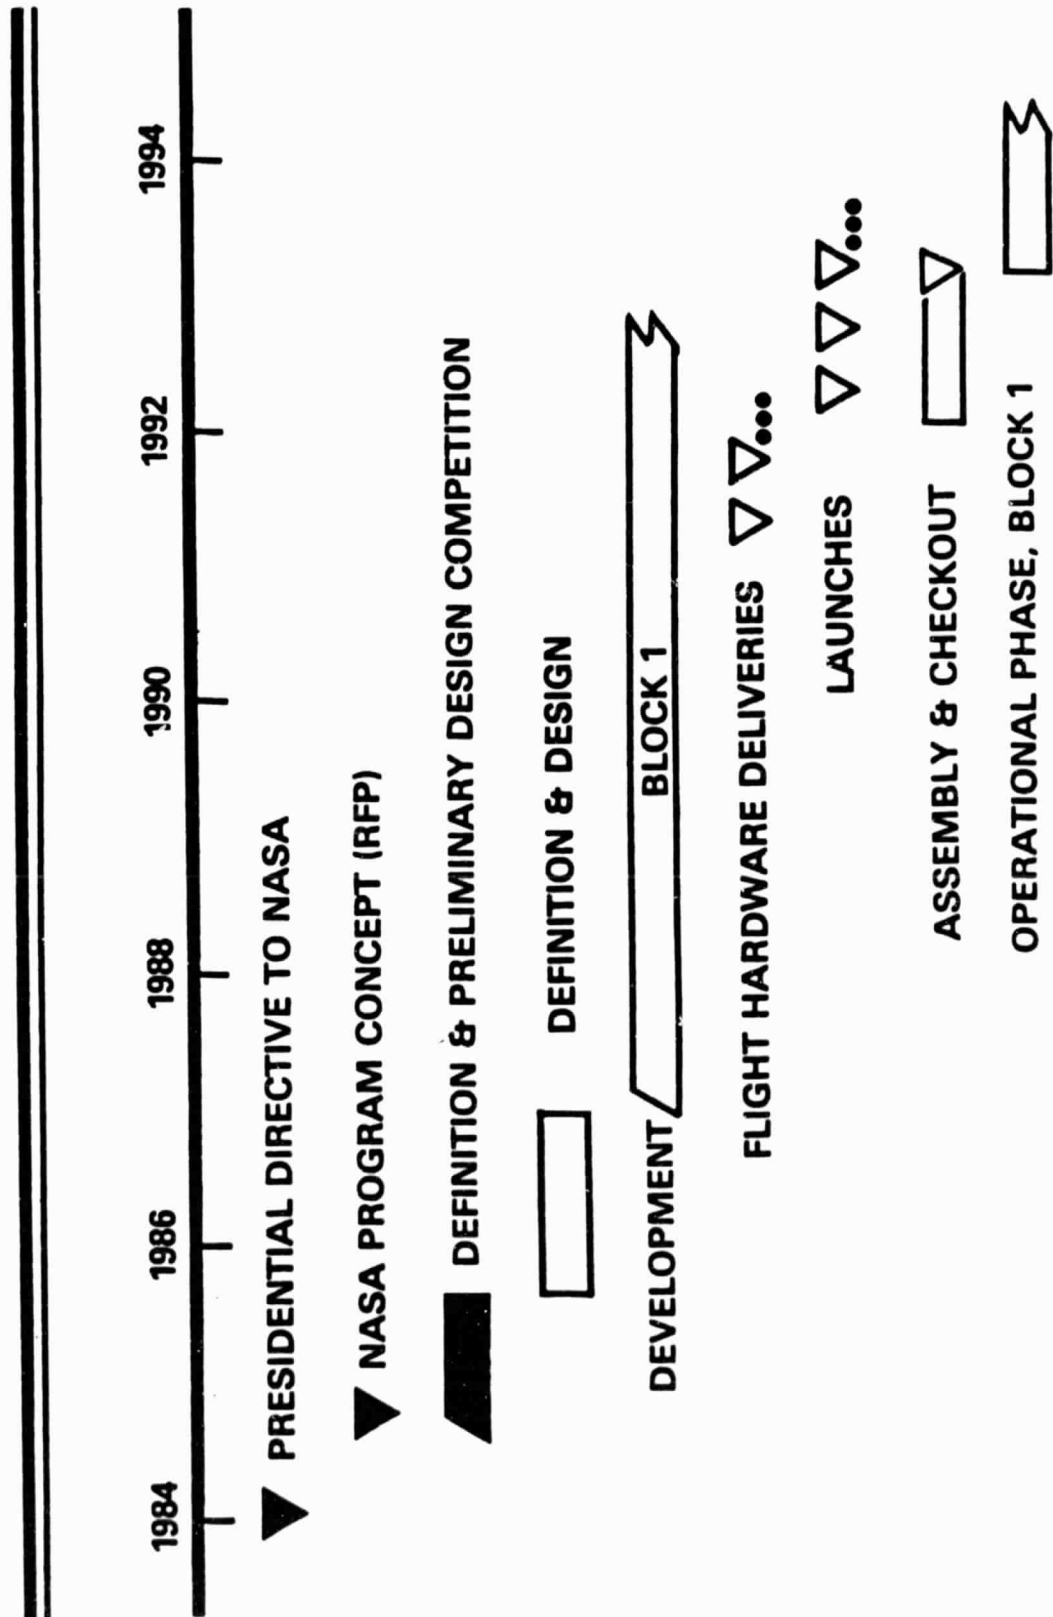 1984
1986
1988
1990
1992
1994
PRESIDENTIAL DIRECTIVE TO NASA
NASA PROGRAM CONCEPT (RFP)
DEFINITION & PRELIMINARY DESIGN COMPETITION
DEFINITION & DESIGN
DEVELOPMENT
BLOCK 1
FLIGHT HARDWARE DELIVERIES
LAUNCHES
ASSEMBLY & CHECKOUT
OPERATIONAL PHASE, BLOCK 1